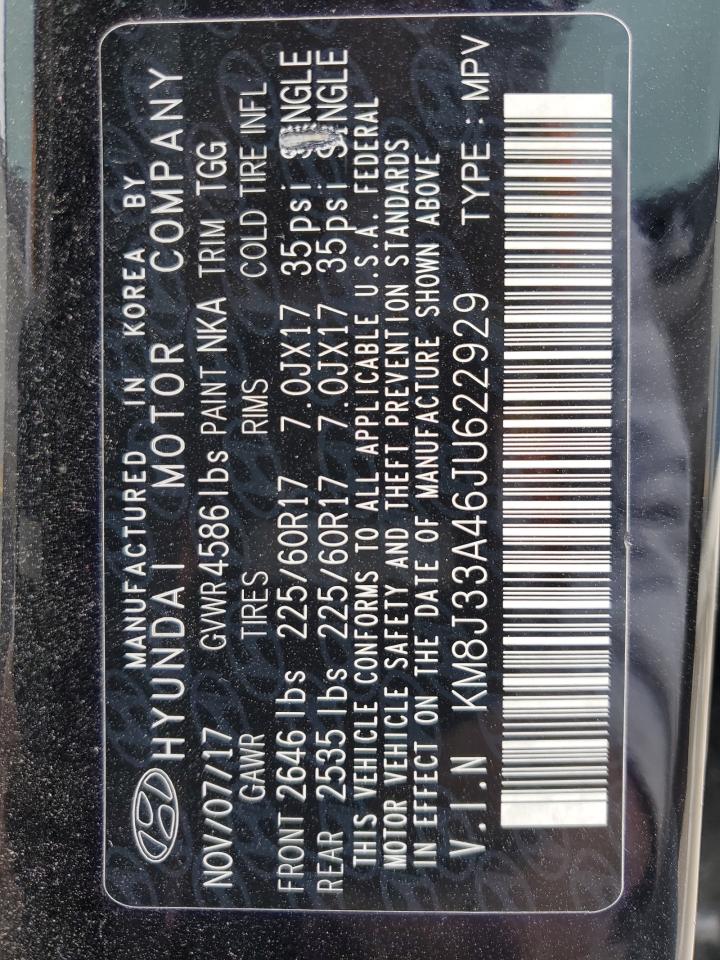 MANUFACTURED IN KOREA BY
HYUNDAI MOTOR COMPANY
NOV/07/17 GVWR 4586 lbs PAINT NKA TRIM TGG
GAWR TIRES RIMS COLD TIRE INFL
FRONT 2646 lbs 225/60R17 7.0JX17 35psi SINGLE
REAR 2535 lbs 225/60R17 7.0JX17 35psi SINGLE
THIS VEHICLE CONFORMS TO ALL APPLICABLE U.S.A. FEDERAL
MOTOR VEHICLE SAFETY AND THEFT PREVENTION STANDARDS
IN EFFECT ON THE DATE OF MANUFACTURE SHOWN ABOVE
V.I.N KM8J33A46JU622929 TYPE : MPV